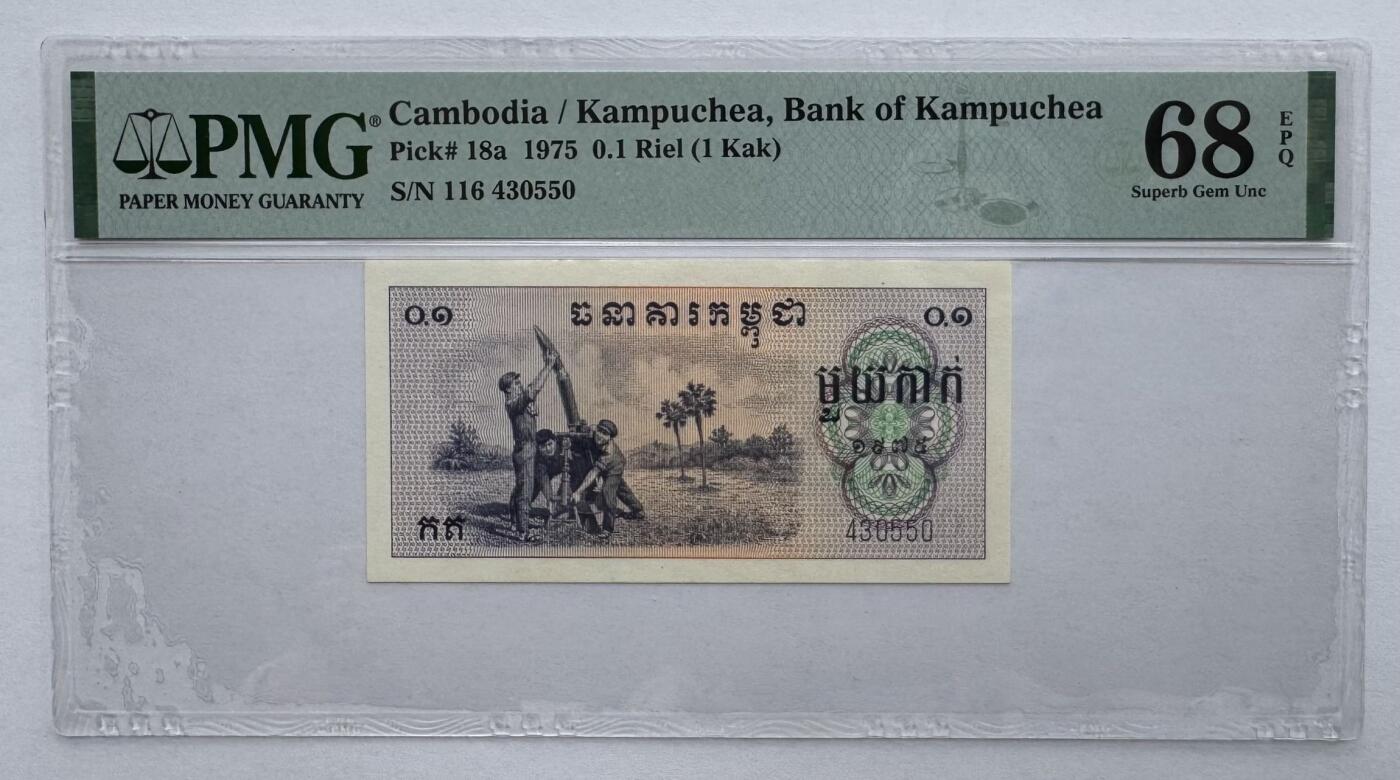 PMG®
PAPER MONEY GUARANTY
Cambodia / Kampuchea, Bank of Kampuchea
Pick# 18a 1975 0.1 Riel (1 Kak)
S/N 116 430550
68
EPQ
Superb Gem Unc
០.១
ធនាគារកម្ពុជា
០.១
មួយកាក់
១៩៧៥
កត
430550